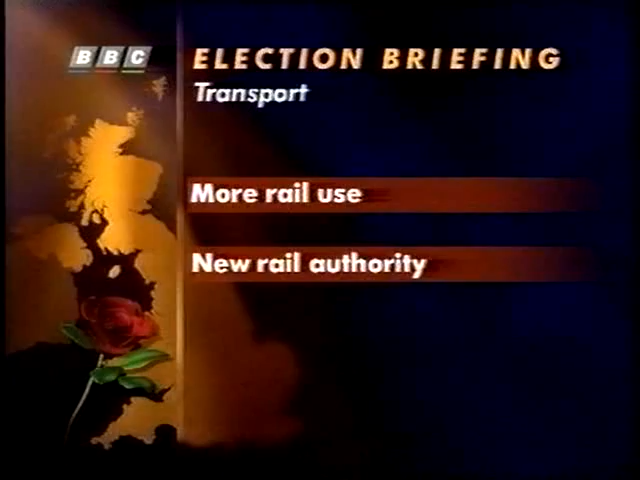 BBC ELECTION BRIEFING
Transport
More rail use
New rail authority